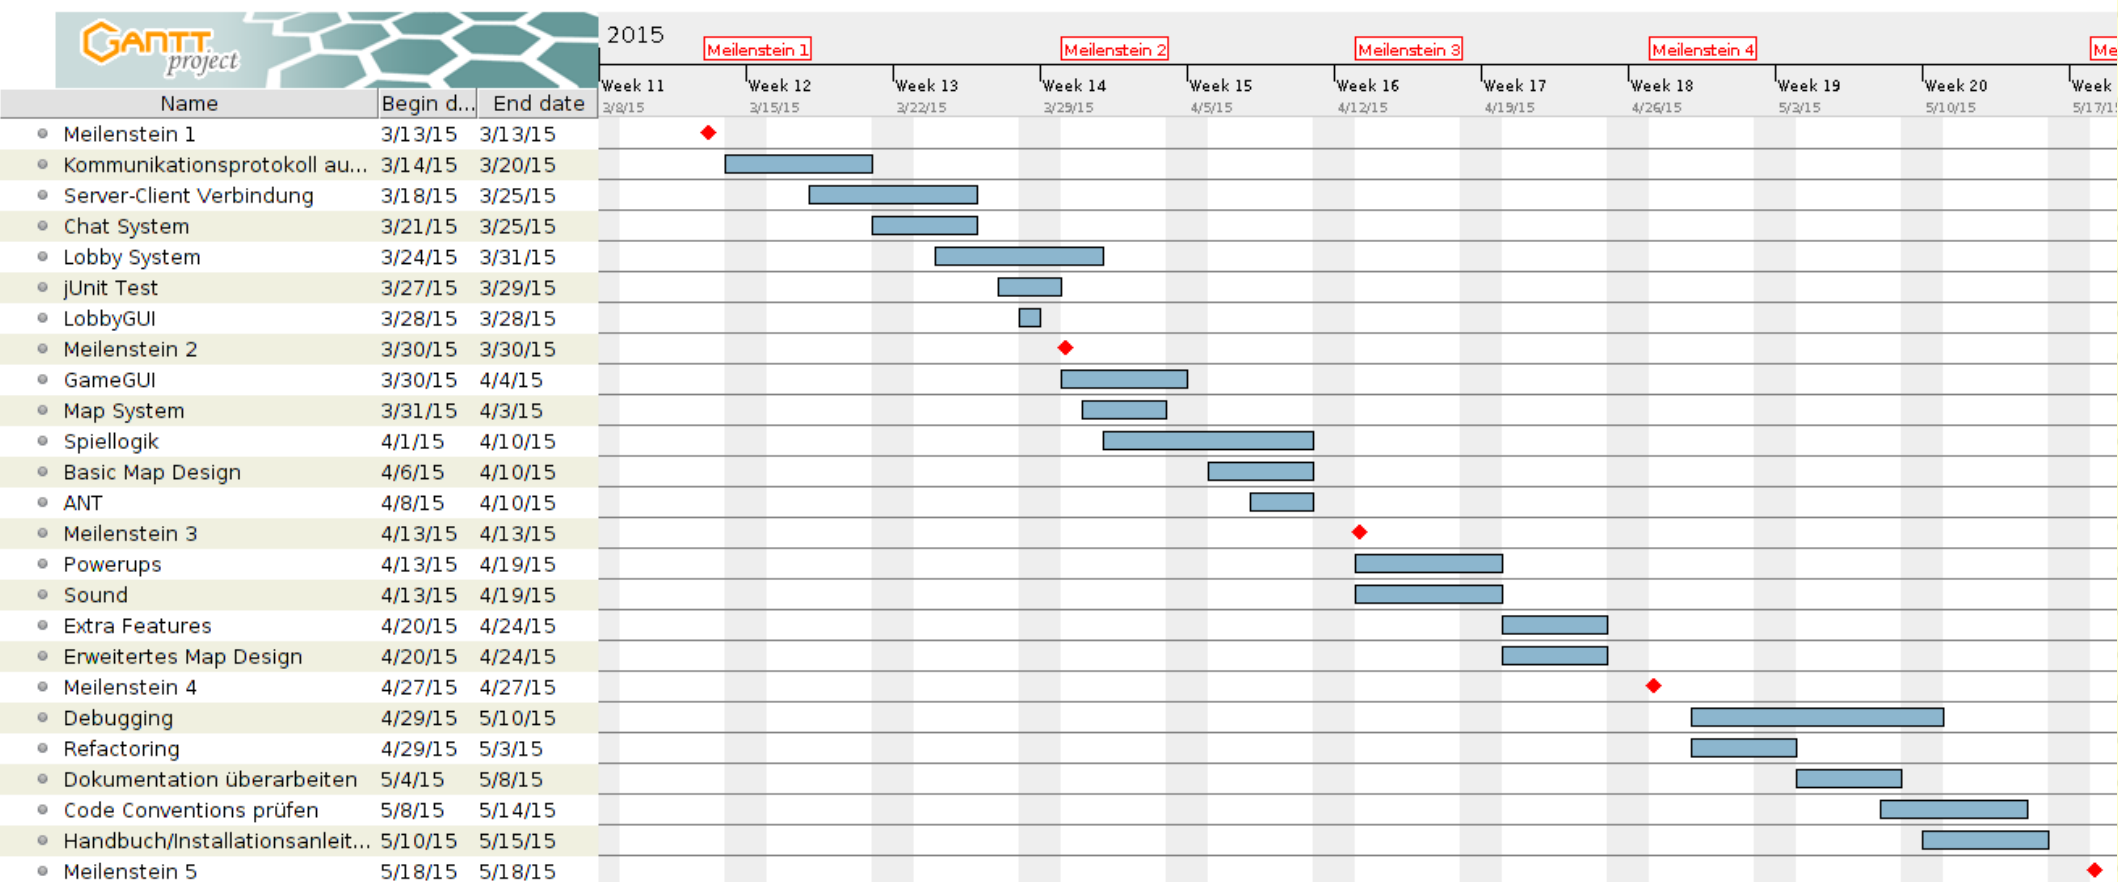 GANTT
project
2015
Meilenstein 1 Meilenstein 2 Meilenstein 3 Meilenstein 4 Me
Week 11 Week 12 Week 13 Week 14 Week 15 Week 16 Week 17 Week 18 Week 19 Week 20 Week
Name Begin d... End date 3/8/15 3/15/15 3/22/15 3/29/15 4/5/15 4/12/15 4/19/15 4/26/15 5/3/15 5/10/15 5/17/1
Meilenstein 1 3/13/15 3/13/15
Kommunikationsprotokoll au... 3/14/15 3/20/15
Server-Client Verbindung 3/18/15 3/25/15
Chat System 3/21/15 3/25/15
Lobby System 3/24/15 3/31/15
jUnit Test 3/27/15 3/29/15
LobbyGUI 3/28/15 3/28/15
Meilenstein 2 3/30/15 3/30/15
GameGUI 3/30/15 4/4/15
Map System 3/31/15 4/3/15
Spiellogik 4/1/15 4/10/15
Basic Map Design 4/6/15 4/10/15
ANT 4/8/15 4/10/15
Meilenstein 3 4/13/15 4/13/15
Powerups 4/13/15 4/19/15
Sound 4/13/15 4/19/15
Extra Features 4/20/15 4/24/15
Erweitertes Map Design 4/20/15 4/24/15
Meilenstein 4 4/27/15 4/27/15
Debugging 4/29/15 5/10/15
Refactoring 4/29/15 5/3/15
Dokumentation überarbeiten 5/4/15 5/8/15
Code Conventions prüfen 5/8/15 5/14/15
Handbuch/Installationsanleit... 5/10/15 5/15/15
Meilenstein 5 5/18/15 5/18/15